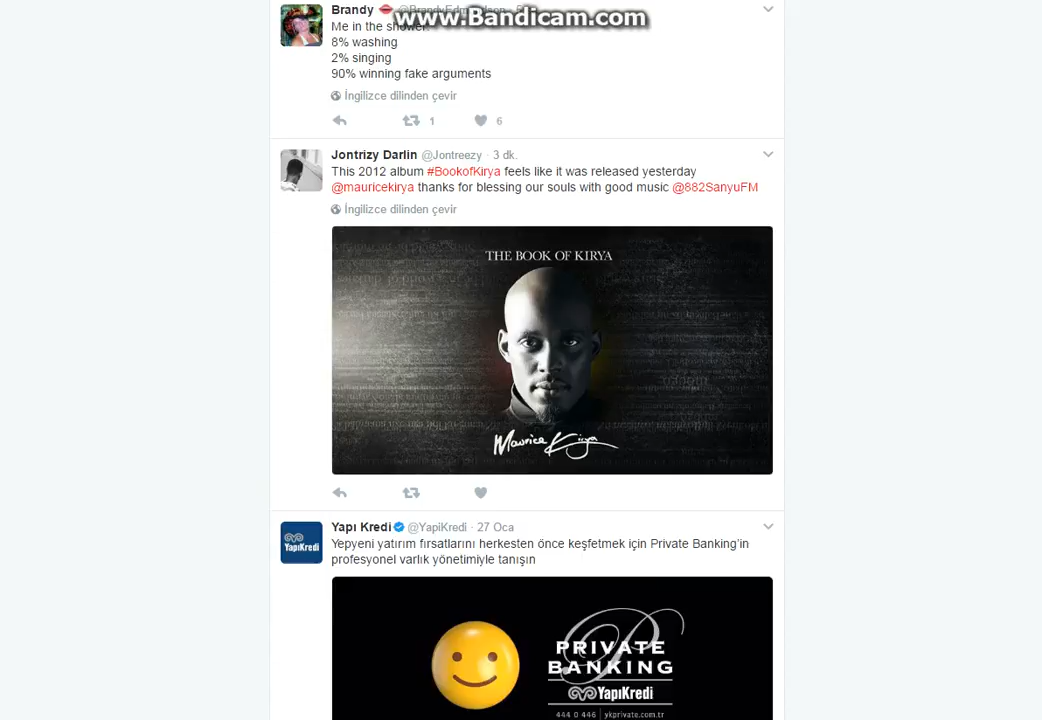 www.Bandicam.com
Brandy
Me in the shower:
8% washing
2% singing
90% winning fake arguments
İngilizce dilinden çevir
1 6
Jontrizy Darlin @Jontreezy · 3 dk.
This 2012 album #BookofKirya feels like it was released yesterday
@mauricekirya thanks for blessing our souls with good music @882SanyuFM
İngilizce dilinden çevir
THE BOOK OF KIRYA
Maurice Kirya
Yapı Kredi @YapiKredi · 27 Oca
YapıKredi
Yepyeni yatırım fırsatlarını herkesten önce keşfetmek için Private Banking'in
profesyonel varlık yönetimiyle tanışın
P
PRIVATE
BANKING
YapıKredi
444 0 446 | ykprivate.com.tr